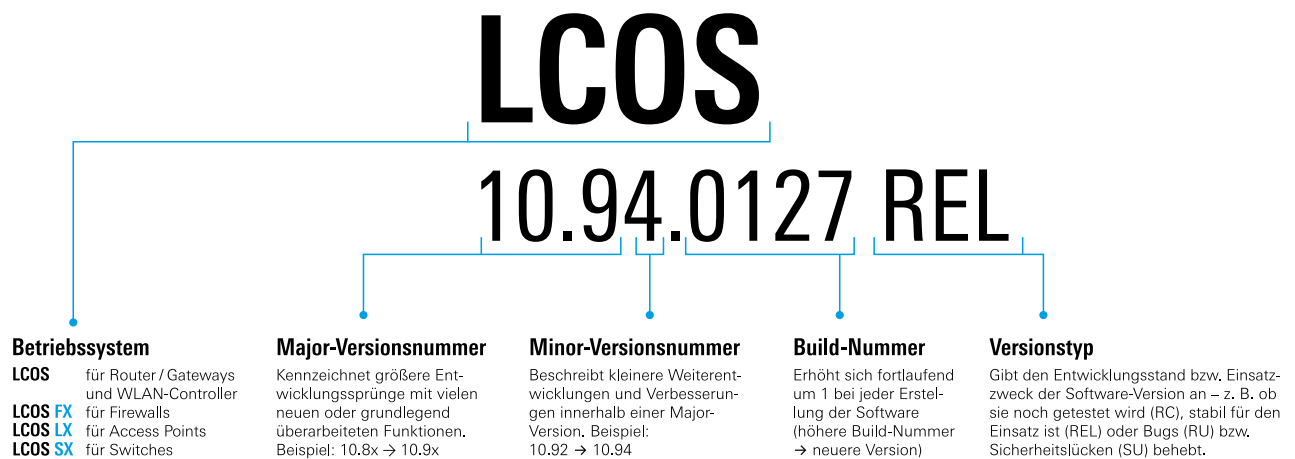 LCOS
10.94.0127 REL
Betriebssystem
LCOS für Router / Gateways
und WLAN-Controller
LCOS FX für Firewalls
LCOS LX für Access Points
LCOS SX für Switches
Major-Versionsnummer
Kennzeichnet größere Ent-
wicklungssprünge mit vielen
neuen oder grundlegend
überarbeiteten Funktionen.
Beispiel: 10.8x → 10.9x
Minor-Versionsnummer
Beschreibt kleinere Weiterent-
wicklungen und Verbesserun-
gen innerhalb einer Major-
Version. Beispiel:
10.92 → 10.94
Build-Nummer
Erhöht sich fortlaufend
um 1 bei jeder Erstel-
lung der Software
(höhere Build-Nummer
→ neuere Version)
Versionstyp
Gibt den Entwicklungsstand bzw. Einsatz-
zweck der Software-Version an – z. B. ob
sie noch getestet wird (RC), stabil für den
Einsatz ist (REL) oder Bugs (RU) bzw.
Sicherheitslücken (SU) behebt.